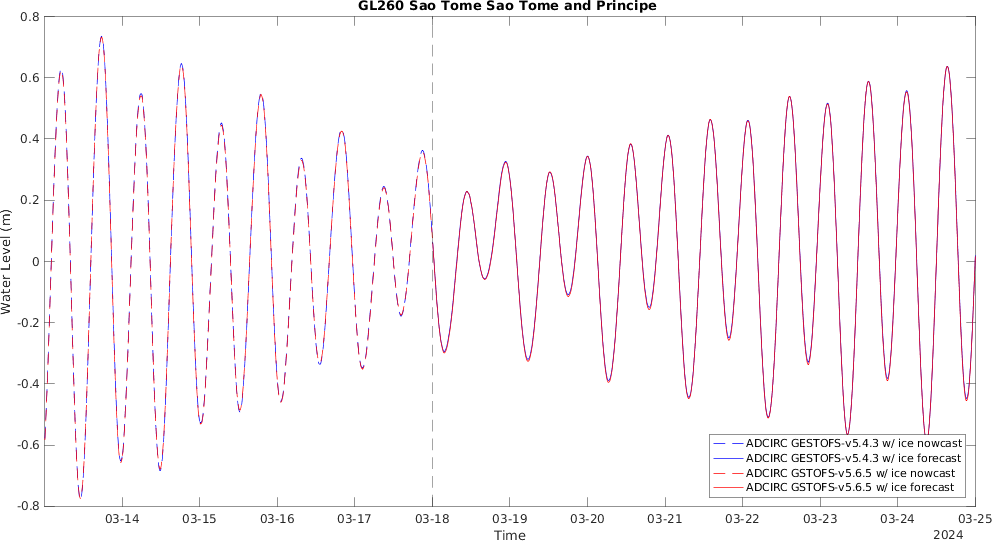 GL260 Sao Tome Sao Tome and Principe
0.8
0.6
0.4
0.2
0
-0.2
-0.4
-0.6
-0.8
Water Level (m)
ADCIRC GESTOFS-v5.4.3 w/ ice nowcast
ADCIRC GESTOFS-v5.4.3 w/ ice forecast
ADCIRC GSTOFS-v5.6.5 w/ ice nowcast
ADCIRC GSTOFS-v5.6.5 w/ ice forecast
03-14 03-15 03-16 03-17 03-18 03-19 03-20 03-21 03-22 03-23 03-24 03-25
Time
2024